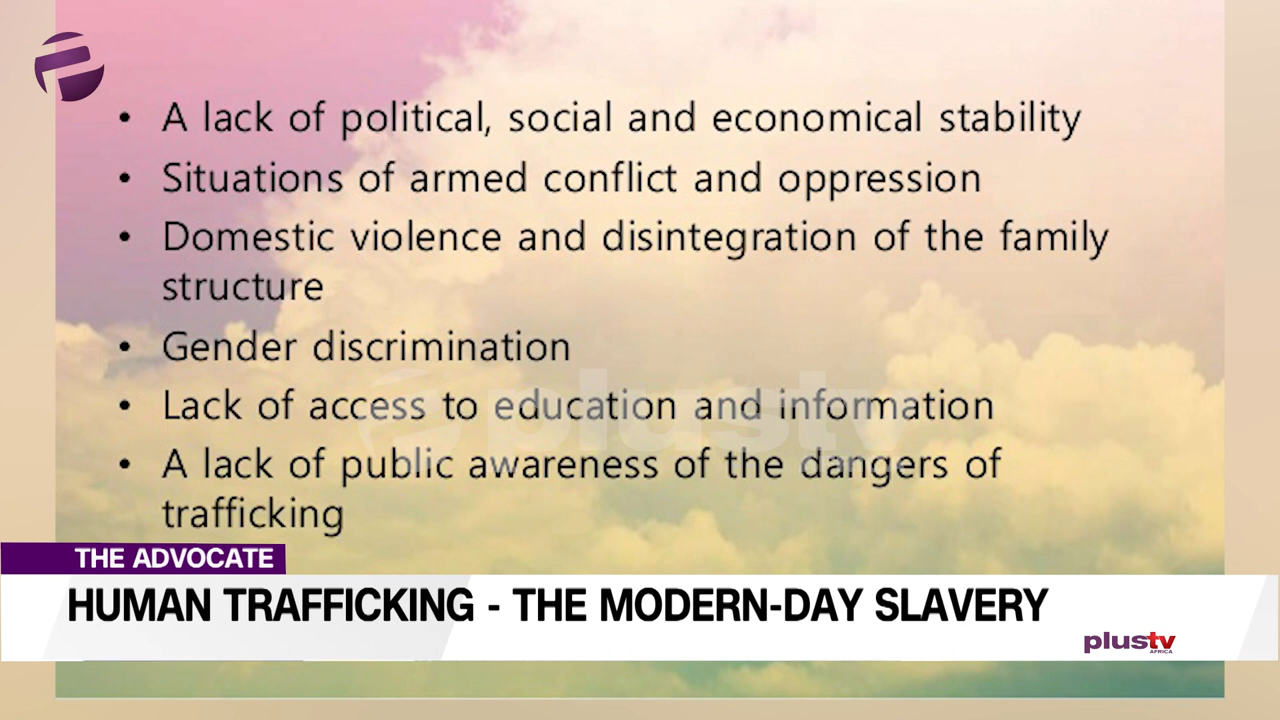 • A lack of political, social and economical stability
• Situations of armed conflict and oppression
• Domestic violence and disintegration of the family
structure
• Gender discrimination
• Lack of access to education and information
• A lack of public awareness of the dangers of
trafficking
plustv
THE ADVOCATE
HUMAN TRAFFICKING - THE MODERN-DAY SLAVERY
plustv
AFRICA